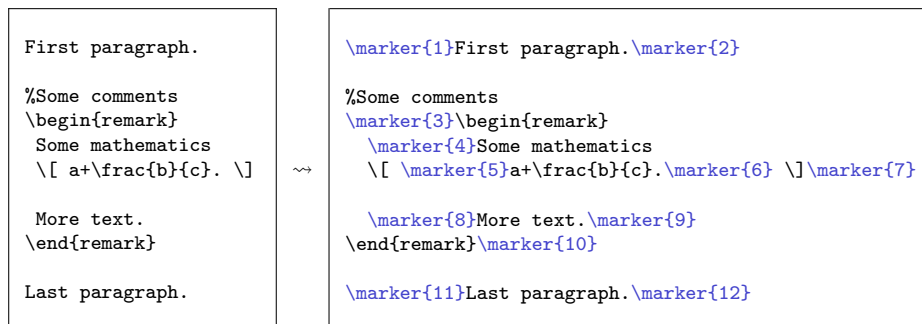 First paragraph.
%Some comments
\begin{remark}
Some mathematics
\[ a+\frac{b}{c}. \]
More text.
\end{remark}
Last paragraph.
⇝
\marker{1}First paragraph.\marker{2}
%Some comments
\marker{3}\begin{remark}
\marker{4}Some mathematics
\[ \marker{5}a+\frac{b}{c}.\marker{6} \]\marker{7}
\marker{8}More text.\marker{9}
\end{remark}\marker{10}
\marker{11}Last paragraph.\marker{12}